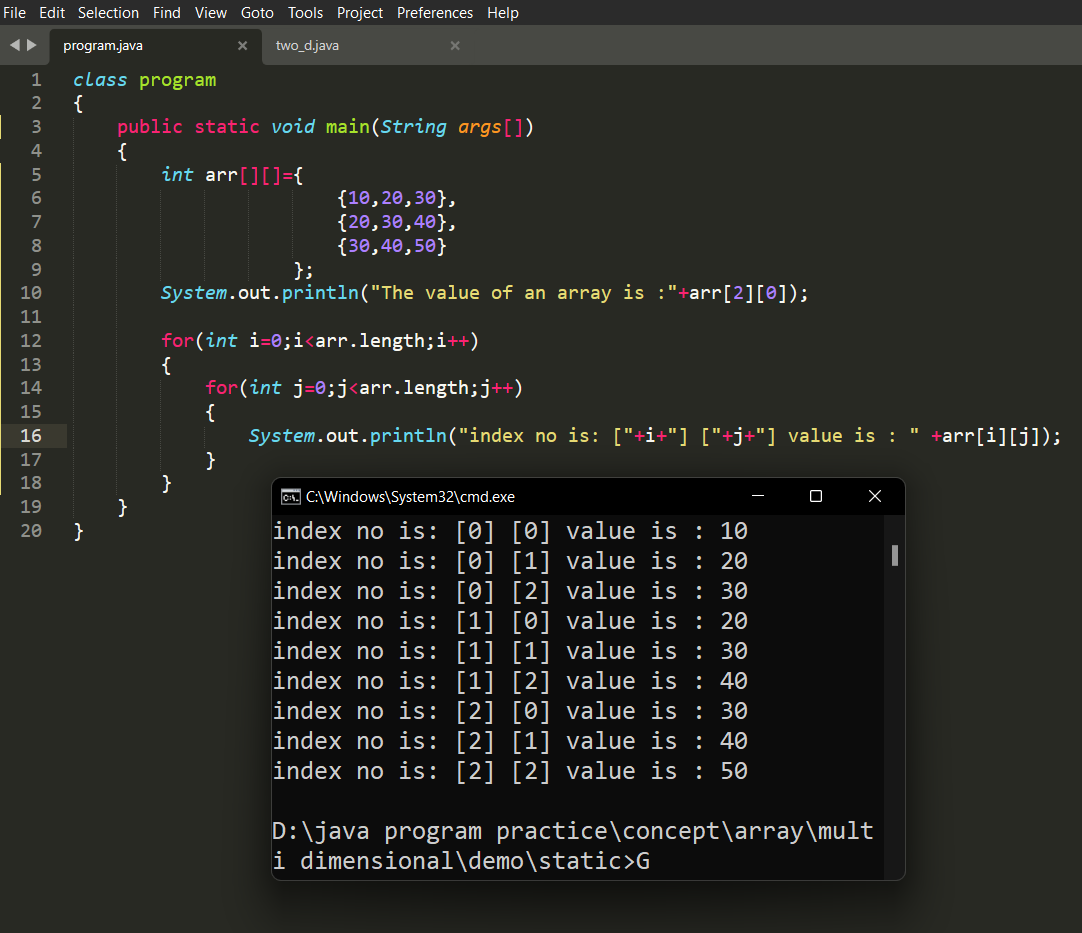 File Edit Selection Find View Goto Tools Project Preferences Help
program.java two_d.java
1 class program
2 {
3 public static void main(String args[])
4 {
5 int arr[][]={
6 {10,20,30},
7 {20,30,40},
8 {30,40,50}
9 };
10 System.out.println("The value of an array is :"+arr[2][0]);
11
12 for(int i=0;i<arr.length;i++)
13 {
14 for(int j=0;j<arr.length;j++)
15 {
16 System.out.println("index no is: ["+i+"] ["+j+"] value is : " +arr[i][j]);
17 }
18 }
19 }
20 }
C:\Windows\System32\cmd.exe
index no is: [0] [0] value is : 10
index no is: [0] [1] value is : 20
index no is: [0] [2] value is : 30
index no is: [1] [0] value is : 20
index no is: [1] [1] value is : 30
index no is: [1] [2] value is : 40
index no is: [2] [0] value is : 30
index no is: [2] [1] value is : 40
index no is: [2] [2] value is : 50
D:\java program practice\concept\array\mult
i dimensional\demo\static>G